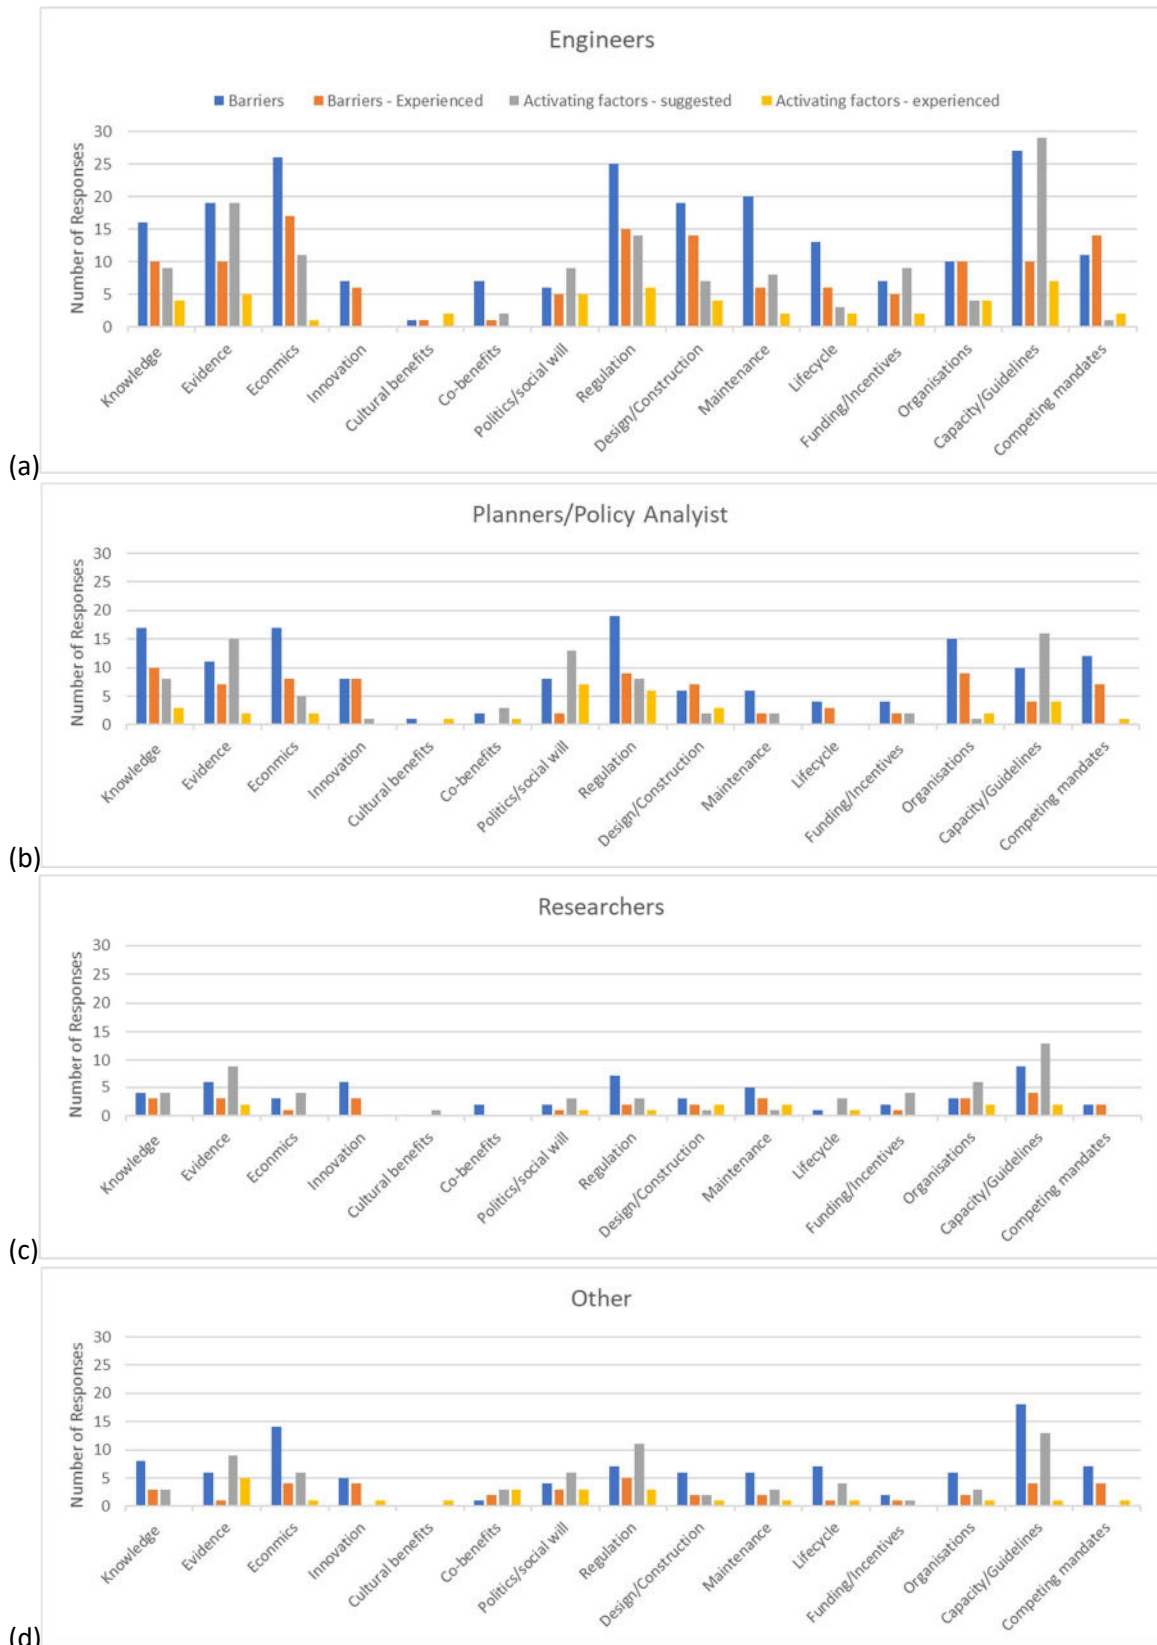 Engineers
Barriers Barriers - Experienced Activating factors - suggested Activating factors - experienced
Number of Responses
30
25
20
15
10
5
0
Knowledge
Evidence
Econmics
Innovation
Cultural benefits
Co-benefits
Politics/social will
Regulation
Design/Construction
Maintenance
Lifecycle
Funding/Incentives
Organisations
Capacity/Guidelines
Competing mandates
(a)
Planners/Policy Analyist
Number of Responses
30
25
20
15
10
5
0
Knowledge
Evidence
Econmics
Innovation
Cultural benefits
Co-benefits
Politics/social will
Regulation
Design/Construction
Maintenance
Lifecycle
Funding/Incentives
Organisations
Capacity/Guidelines
Competing mandates
(b)
Researchers
Number of Responses
30
25
20
15
10
5
0
Knowledge
Evidence
Econmics
Innovation
Cultural benefits
Co-benefits
Politics/social will
Regulation
Design/Construction
Maintenance
Lifecycle
Funding/Incentives
Organisations
Capacity/Guidelines
Competing mandates
(c)
Other
Number of Responses
30
25
20
15
10
5
0
Knowledge
Evidence
Econmics
Innovation
Cultural benefits
Co-benefits
Politics/social will
Regulation
Design/Construction
Maintenance
Lifecycle
Funding/Incentives
Organisations
Capacity/Guidelines
Competing mandates
(d)